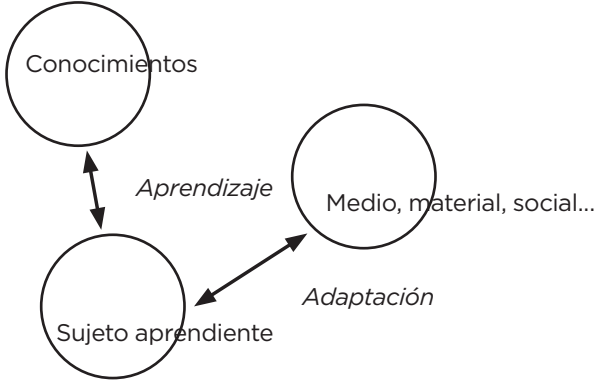 Conocimientos
Aprendizaje
Medio, material, social...
Adaptación
Sujeto aprendiente